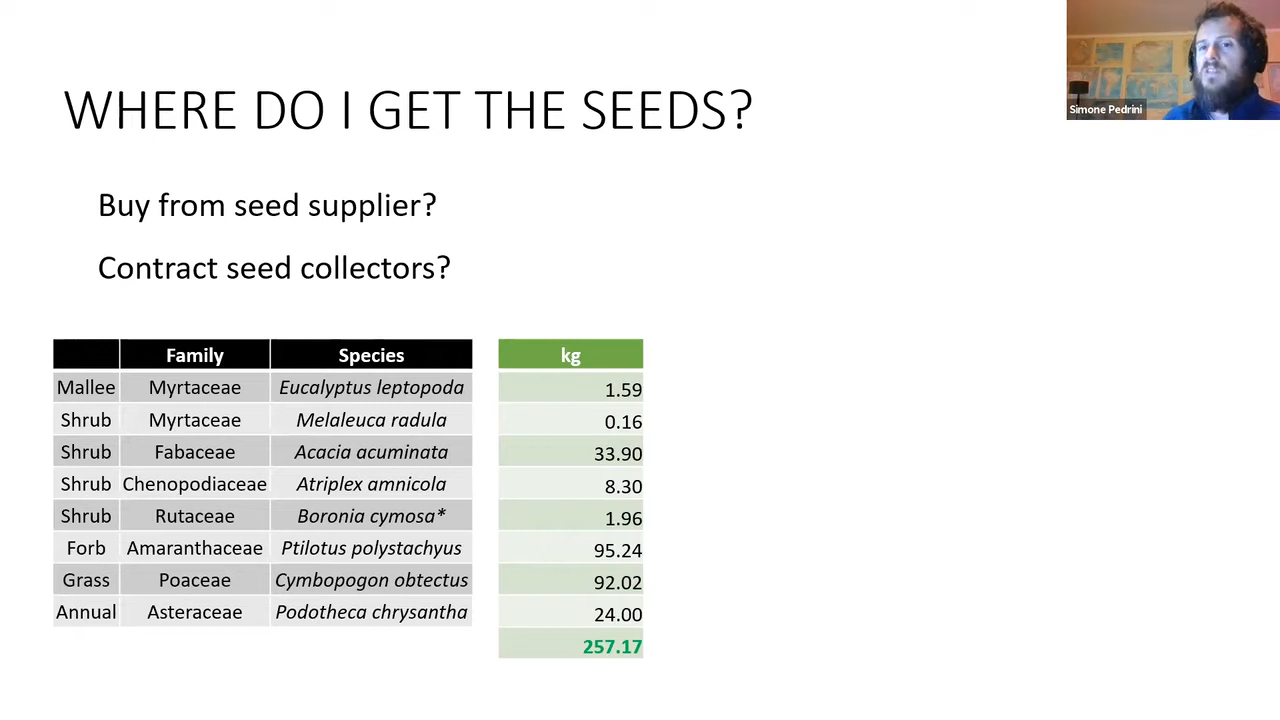 WHERE DO I GET THE SEEDS?
Simone Pedrini
Buy from seed supplier?
Contract seed collectors?
Family Species kg
Mallee Myrtaceae Eucalyptus leptopoda 1.59
Shrub Myrtaceae Melaleuca radula 0.16
Shrub Fabaceae Acacia acuminata 33.90
Shrub Chenopodiaceae Atriplex amnicola 8.30
Shrub Rutaceae Boronia cymosa* 1.96
Forb Amaranthaceae Ptilotus polystachyus 95.24
Grass Poaceae Cymbopogon obtectus 92.02
Annual Asteraceae Podotheca chrysantha 24.00
257.17